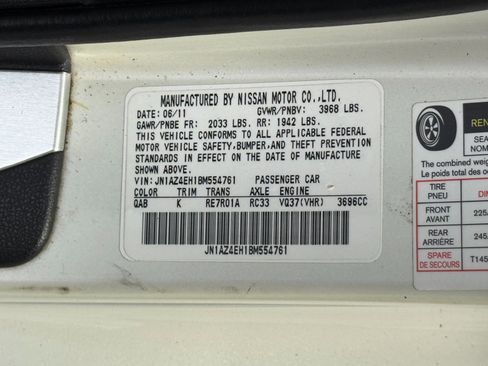 MANUFACTURED BY NISSAN MOTOR CO.,LTD.
DATE: 06/11 GVWR/PNBV: 3968 LBS.
GAWR/PNBE FR: 2033 LBS. RR: 1942 LBS.
THIS VEHICLE CONFORMS TO ALL APPLICABLE FEDERAL
MOTOR VEHICLE SAFETY, BUMPER, AND THEFT PREVENTION
STANDARDS IN EFFECT ON THE DATE OF MANUFACTURE
SHOWN ABOVE.
VIN: JN1AZ4EH1BM554761 PASSENGER CAR
COLOR TRIM TRANS AXLE ENGINE
QAB K RE7R01A RC33 VQ37(VHR) 3696CC
JN1AZ4EH1BM554761
The combined weight
Le poids total des
TIRE
PNEU
FRONT
AVANT
225
REAR
ARRIÈRE
245
SPARE
DE SECOURS
T145